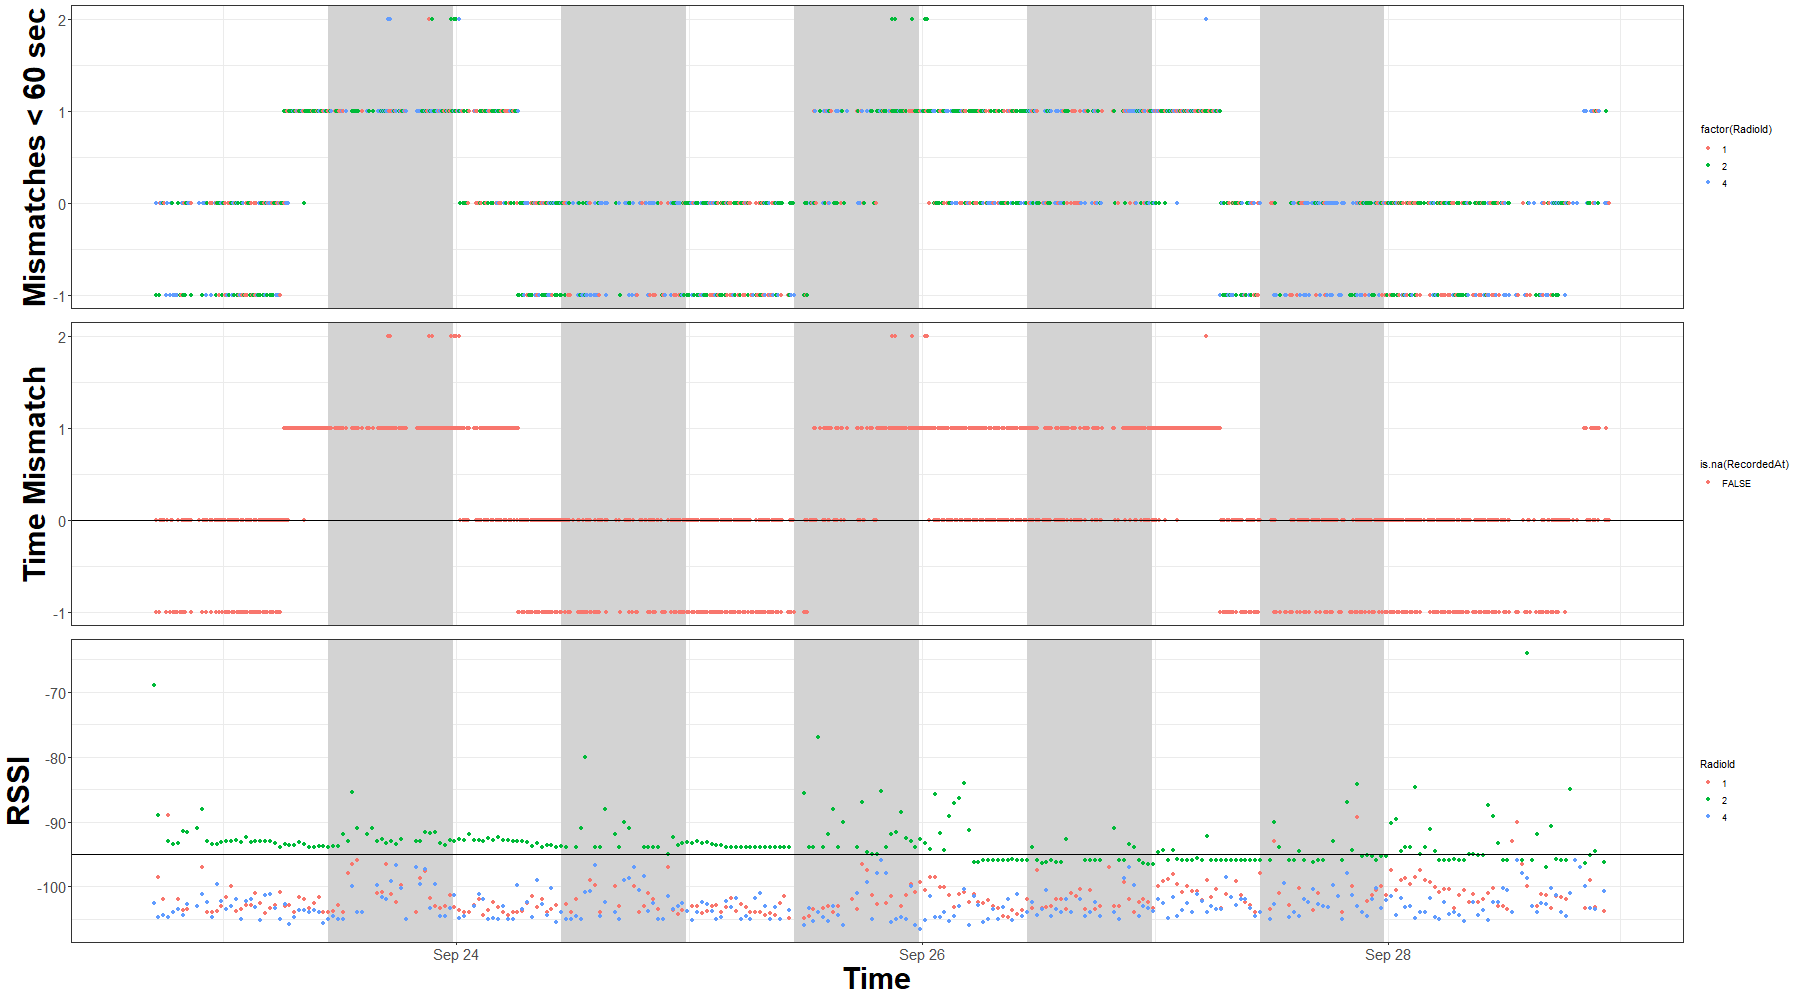 Mismatches < 60 sec
2
1
0
-1
factor(RadioId)
1
2
4
Time Mismatch
2
1
0
-1
is.na(RecordedAt)
FALSE
RSSI
-70
-80
-90
-100
RadioId
1
2
4
Sep 24
Sep 26
Sep 28
Time